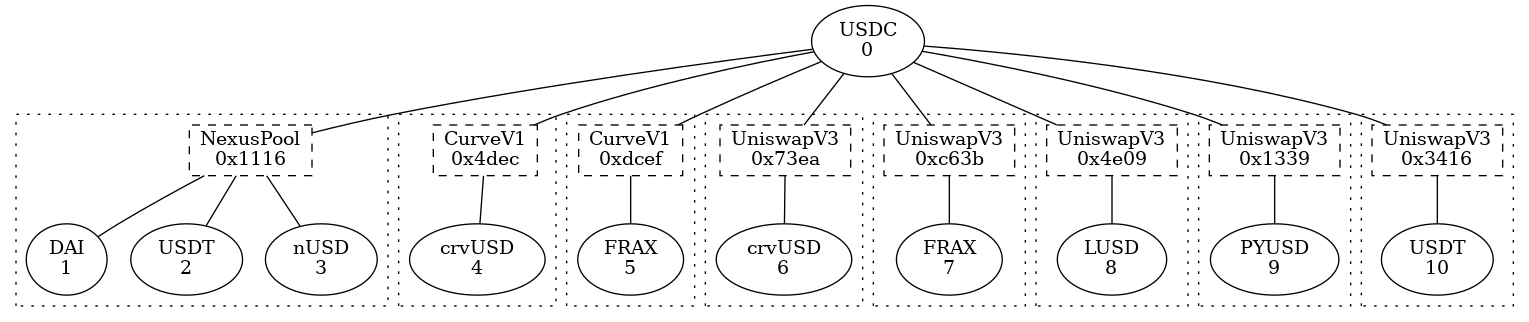 USDC
0
NexusPool
0x1116
CurveV1
0x4dec
CurveV1
0xdcef
UniswapV3
0x73ea
UniswapV3
0xc63b
UniswapV3
0x4e09
UniswapV3
0x1339
UniswapV3
0x3416
DAI
1
USDT
2
nUSD
3
crvUSD
4
FRAX
5
crvUSD
6
FRAX
7
LUSD
8
PYUSD
9
USDT
10